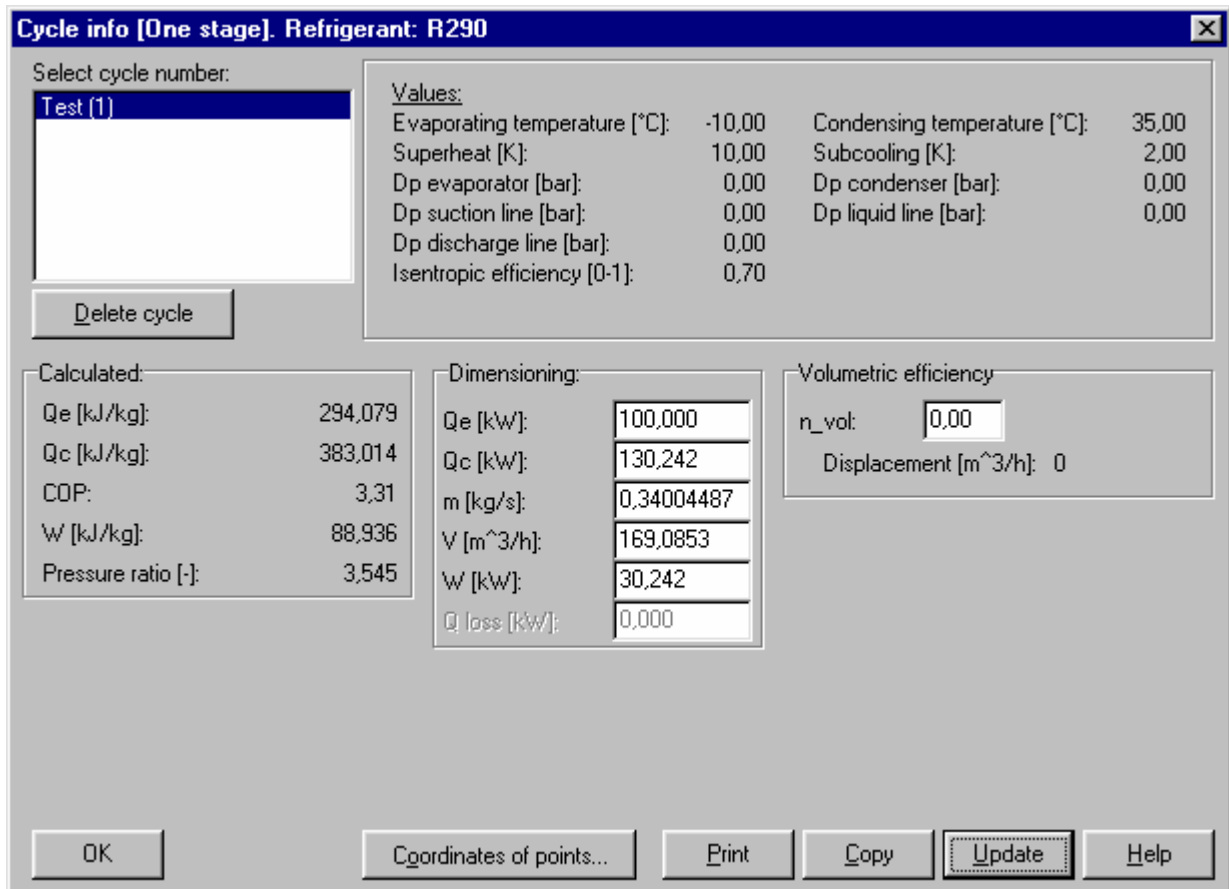 Cycle info [One stage]. Refrigerant: R290
Select cycle number:
Test (1)
Delete cycle
Values:
Evaporating temperature [°C]: -10,00 Condensing temperature [°C]: 35,00
Superheat [K]: 10,00 Subcooling [K]: 2,00
Dp evaporator [bar]: 0,00 Dp condenser [bar]: 0,00
Dp suction line [bar]: 0,00 Dp liquid line [bar]: 0,00
Dp discharge line [bar]: 0,00
Isentropic efficiency [0-1]: 0,70
Calculated:
Qe [kJ/kg]: 294,079
Qc [kJ/kg]: 383,014
COP: 3,31
W [kJ/kg]: 88,936
Pressure ratio [-]: 3,545
Dimensioning:
Qe [kW]: 100,000
Qc [kW]: 130,242
m [kg/s]: 0,34004487
V [m^3/h]: 169,0853
W [kW]: 30,242
Q loss [kW]: 0,000
Volumetric efficiency
n_vol: 0,00
Displacement [m^3/h]: 0
OK
Coordinates of points...
Print
Copy
Update
Help